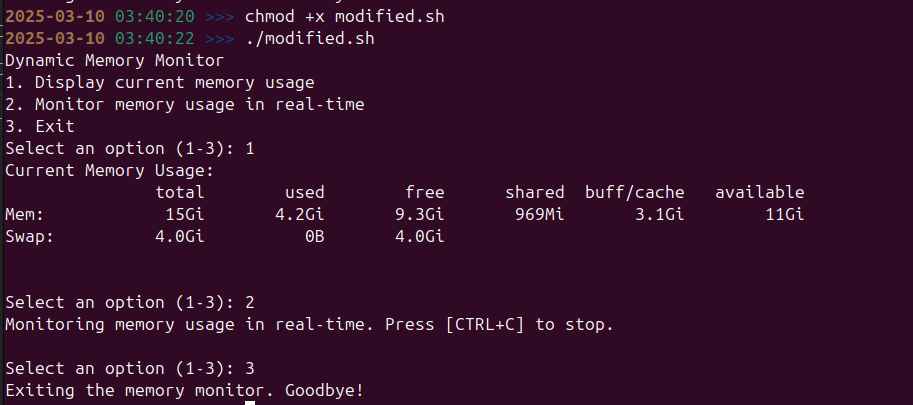 2025-03-10 03:40:20 >>> chmod +x modified.sh
2025-03-10 03:40:22 >>> ./modified.sh
Dynamic Memory Monitor
1. Display current memory usage
2. Monitor memory usage in real-time
3. Exit
Select an option (1-3): 1
Current Memory Usage:
               total        used        free      shared  buff/cache   available
Mem:            15Gi       4.2Gi       9.3Gi       969Mi       3.1Gi        11Gi
Swap:          4.0Gi          0B       4.0Gi
Select an option (1-3): 2
Monitoring memory usage in real-time. Press [CTRL+C] to stop.
Select an option (1-3): 3
Exiting the memory monitor. Goodbye!